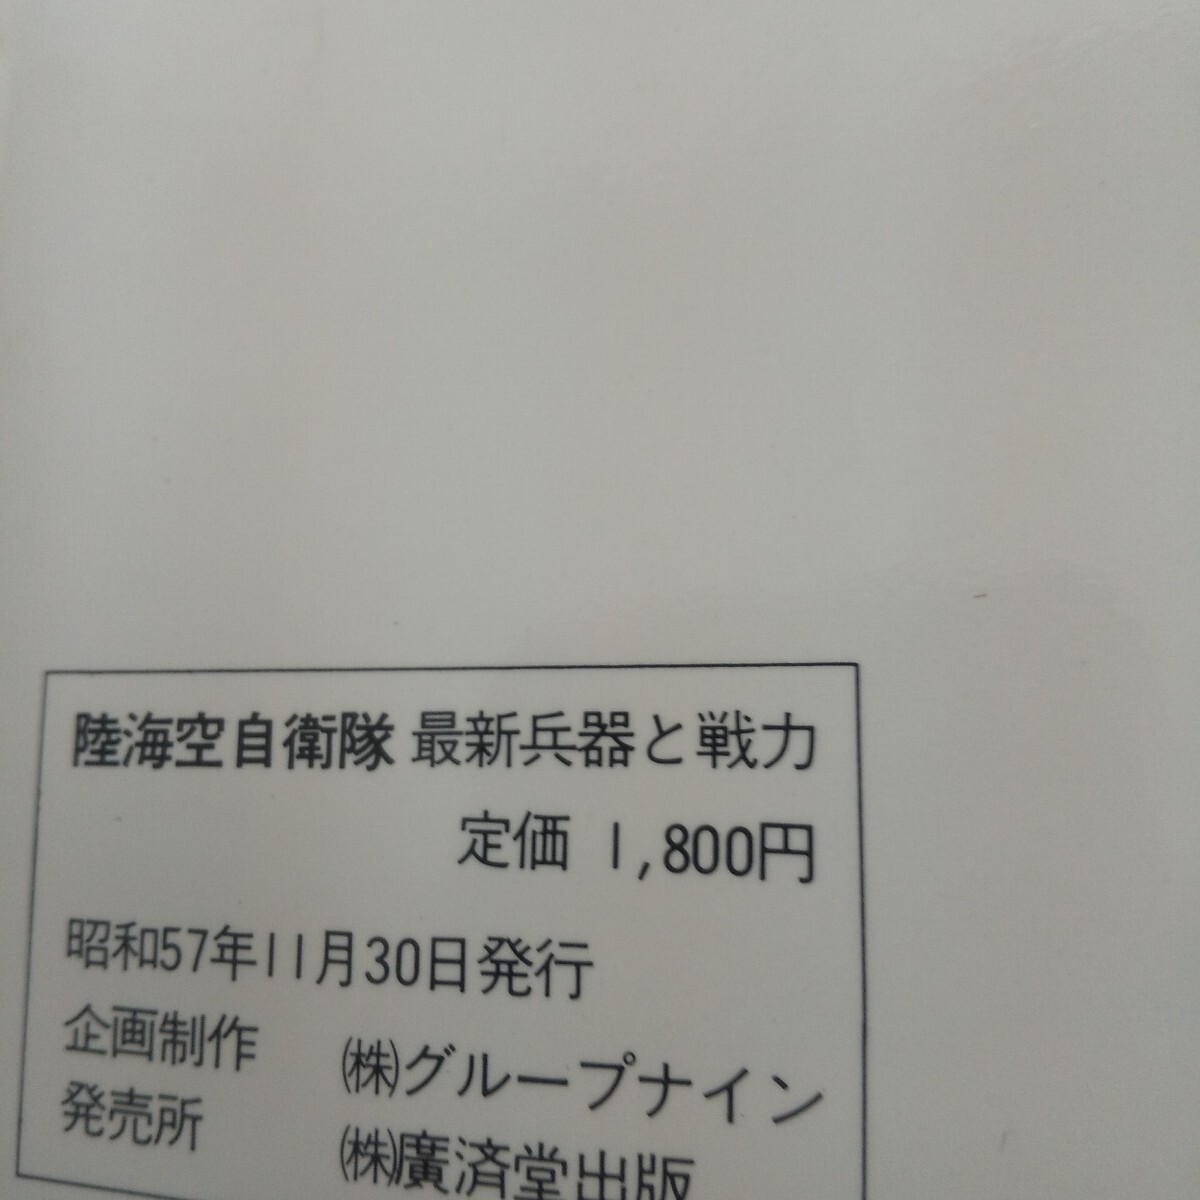 陸海空自衛隊 最新兵器と戦力
定価 1,800円
昭和57年11月30日発行
企画制作 ㈱グループナイン
発売所 ㈱廣済堂出版